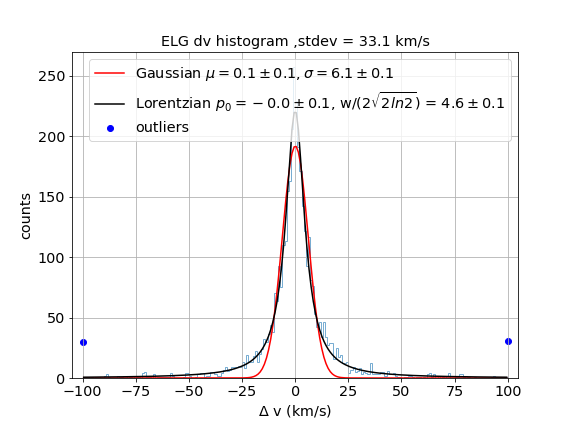 ELG dv histogram ,stdev = 33.1 km/s
Gaussian μ = 0.1 ± 0.1, σ = 6.1 ± 0.1
Lorentzian p₀ = − 0.0 ± 0.1, w/(2√2ln2) = 4.6 ± 0.1
outliers
250
200
150
100
50
0
counts
−100 −75 −50 −25 0 25 50 75 100
Δ v (km/s)